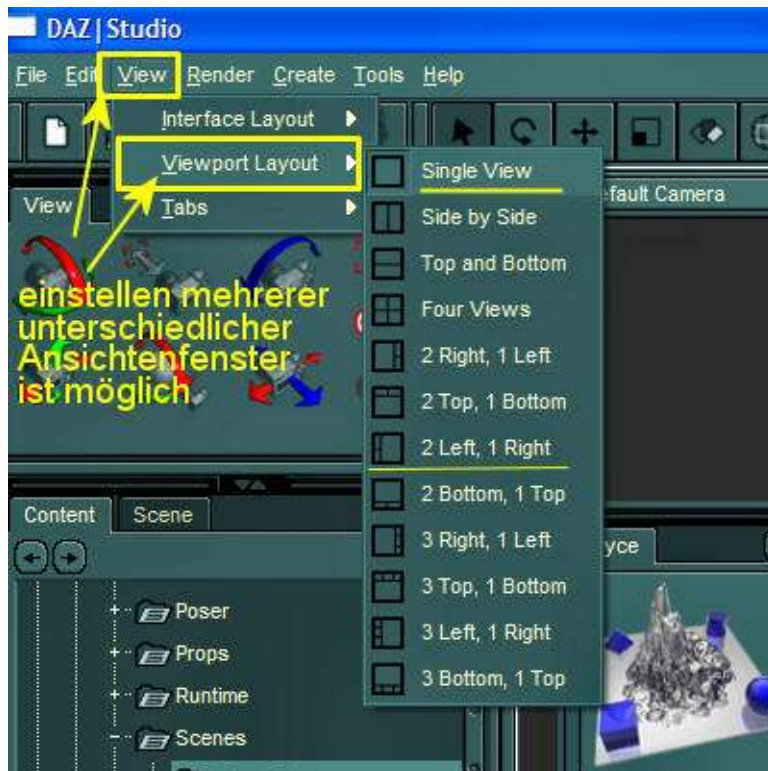 DAZ|Studio
File Edit View Render Create Tools Help
Interface Layout
Viewport Layout
Tabs
Single View
Side by Side
Top and Bottom
Four Views
2 Right, 1 Left
2 Top, 1 Bottom
2 Left, 1 Right
2 Bottom, 1 Top
3 Right, 1 Left
3 Top, 1 Bottom
3 Left, 1 Right
3 Bottom, 1 Top
Camera
View
einstellen mehrerer
unterschiedlicher
Ansichtenfenster
ist möglich
Content Scene
yce
Poser
Props
Runtime
Scenes